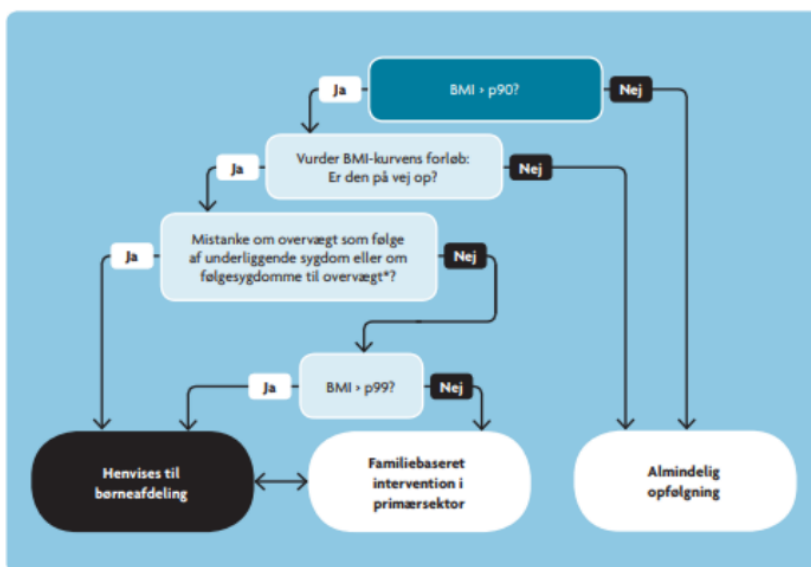 BMI › p90?
Ja
Nej
Vurder BMI-kurvens forløb:
Er den på vej op?
Ja
Nej
Mistanke om overvægt som følge
af underliggende sygdom eller om
følgesygdomme til overvægt*?
Ja
Nej
BMI › p99?
Ja
Nej
Henvises til
børneafdeling
Familiebaseret
intervention i
primærsektor
Almindelig
opfølgning